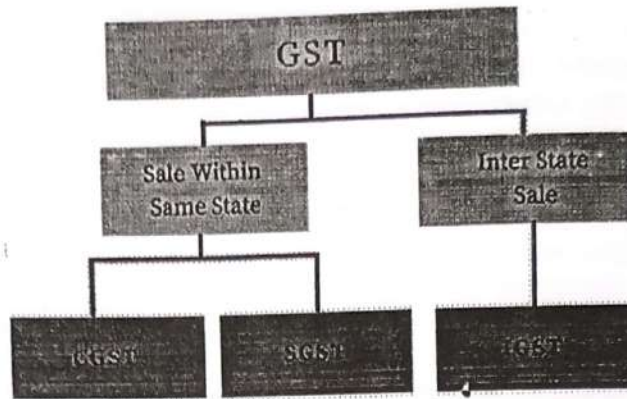 GST
Sale Within
Same State
Inter State
Sale
CGST
SGST
IGST